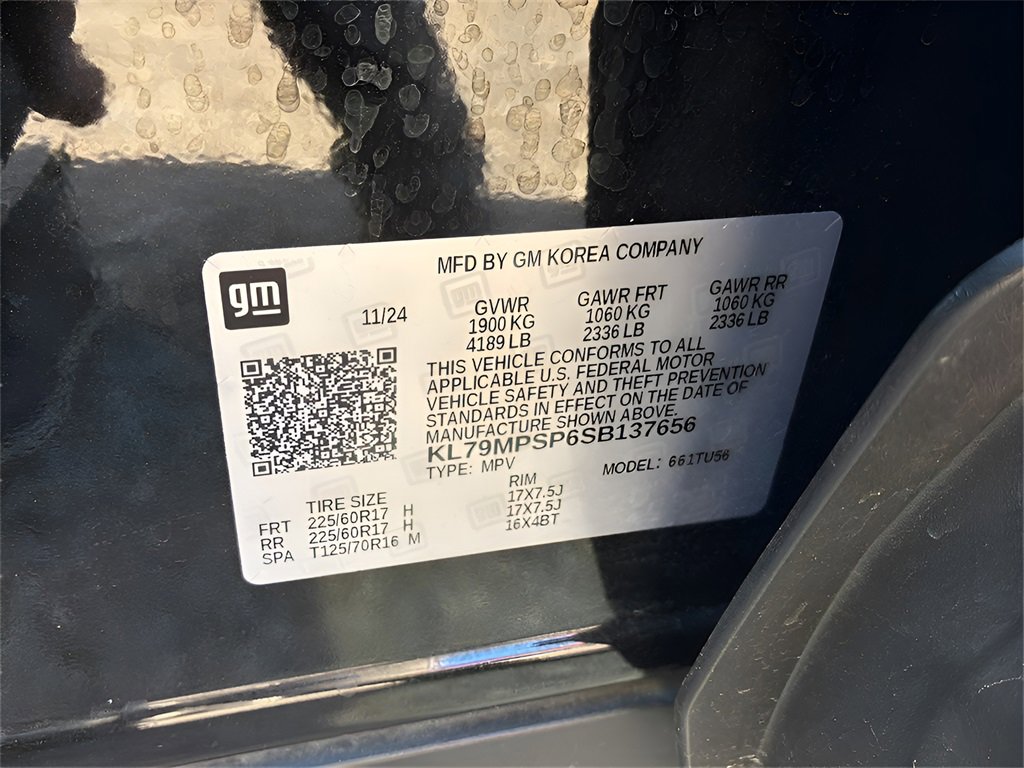 MFD BY GM KOREA COMPANY
gm
11/24
GVWR GAWR FRT GAWR RR
1900 KG 1060 KG 1060 KG
4189 LB 2336 LB 2336 LB
THIS VEHICLE CONFORMS TO ALL
APPLICABLE U.S. FEDERAL MOTOR
VEHICLE SAFETY AND THEFT PREVENTION
STANDARDS IN EFFECT ON THE DATE OF
MANUFACTURE SHOWN ABOVE.
KL79MPSP6SB137656
TYPE: MPV MODEL: 661TU56
TIRE SIZE RIM
FRT 225/60R17 H 17X7.5J
RR 225/60R17 H 17X7.5J
SPA T125/70R16 M 16X4BT